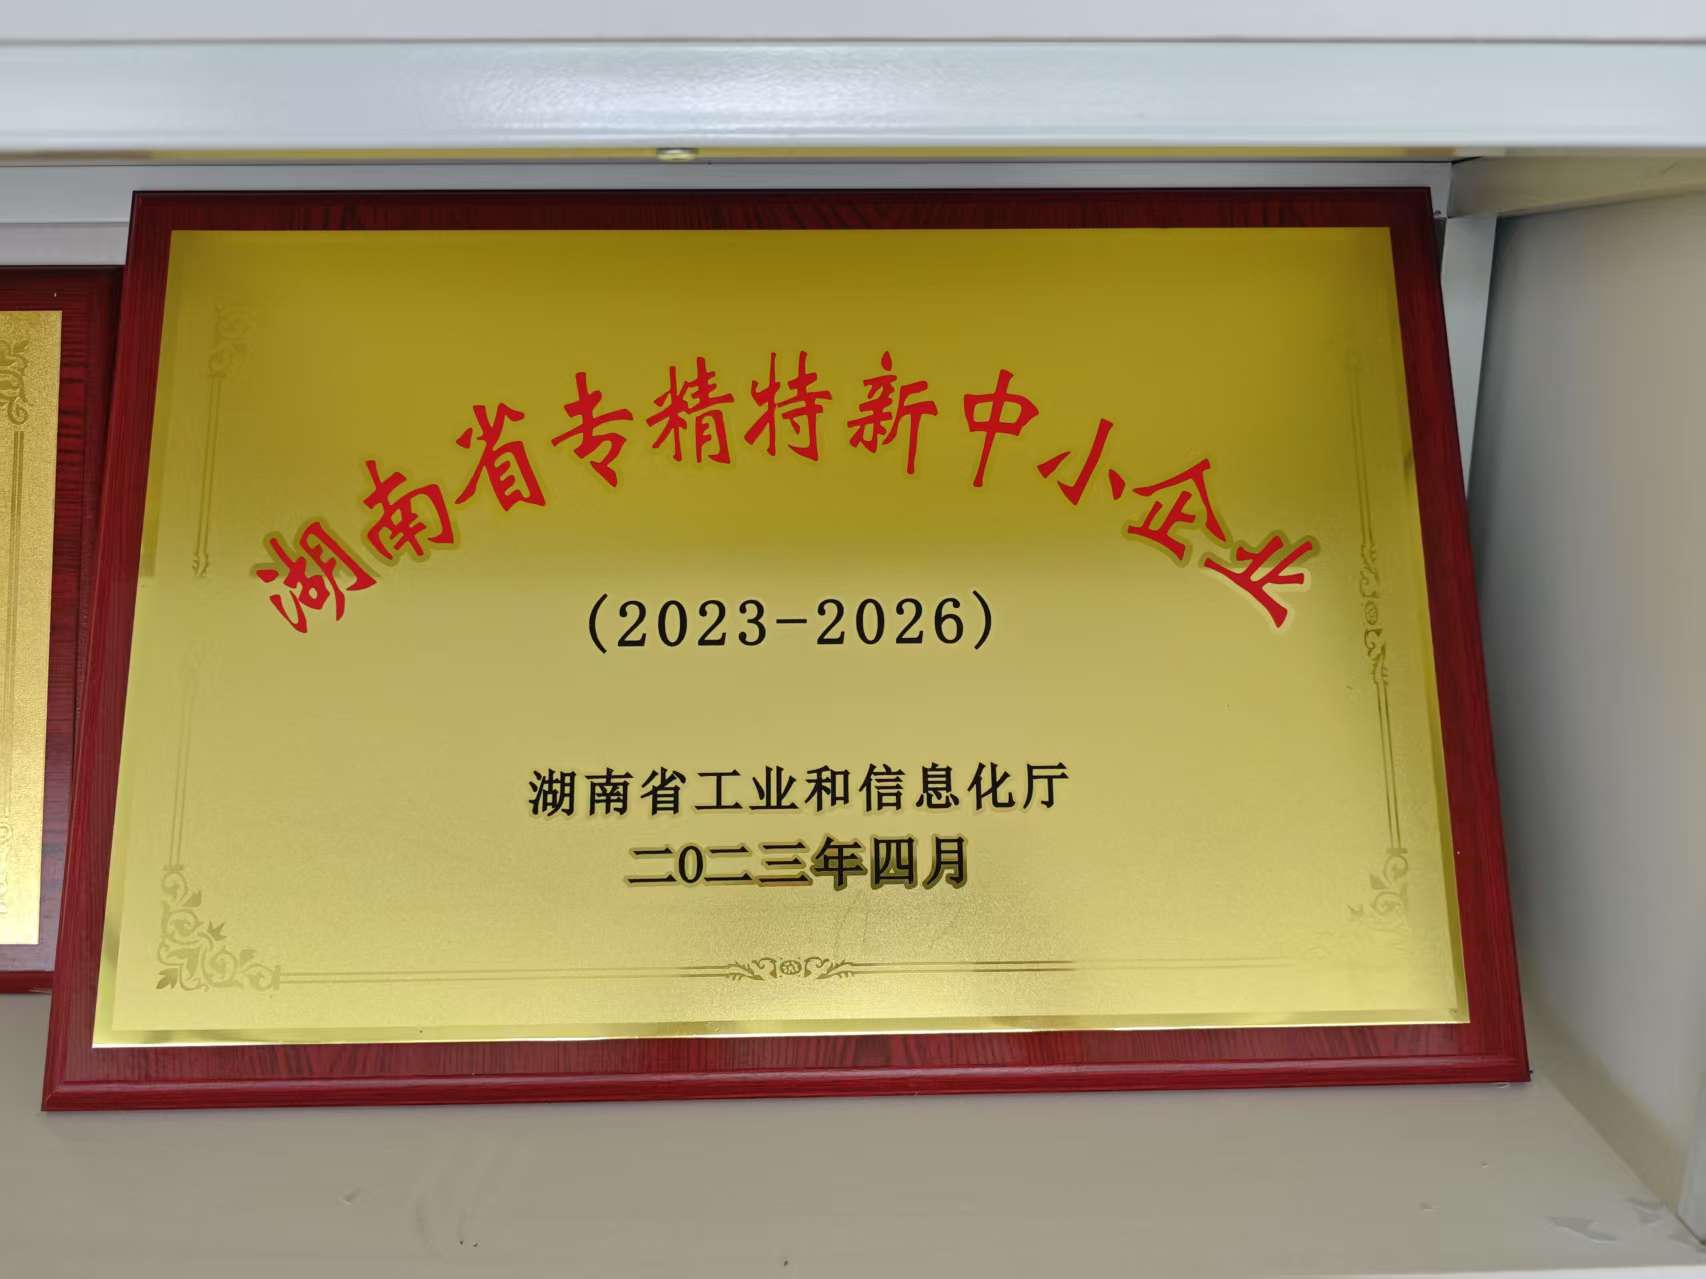 湖南省专精特新中小企业
(2023-2026)
湖南省工业和信息化厅
二0二三年四月